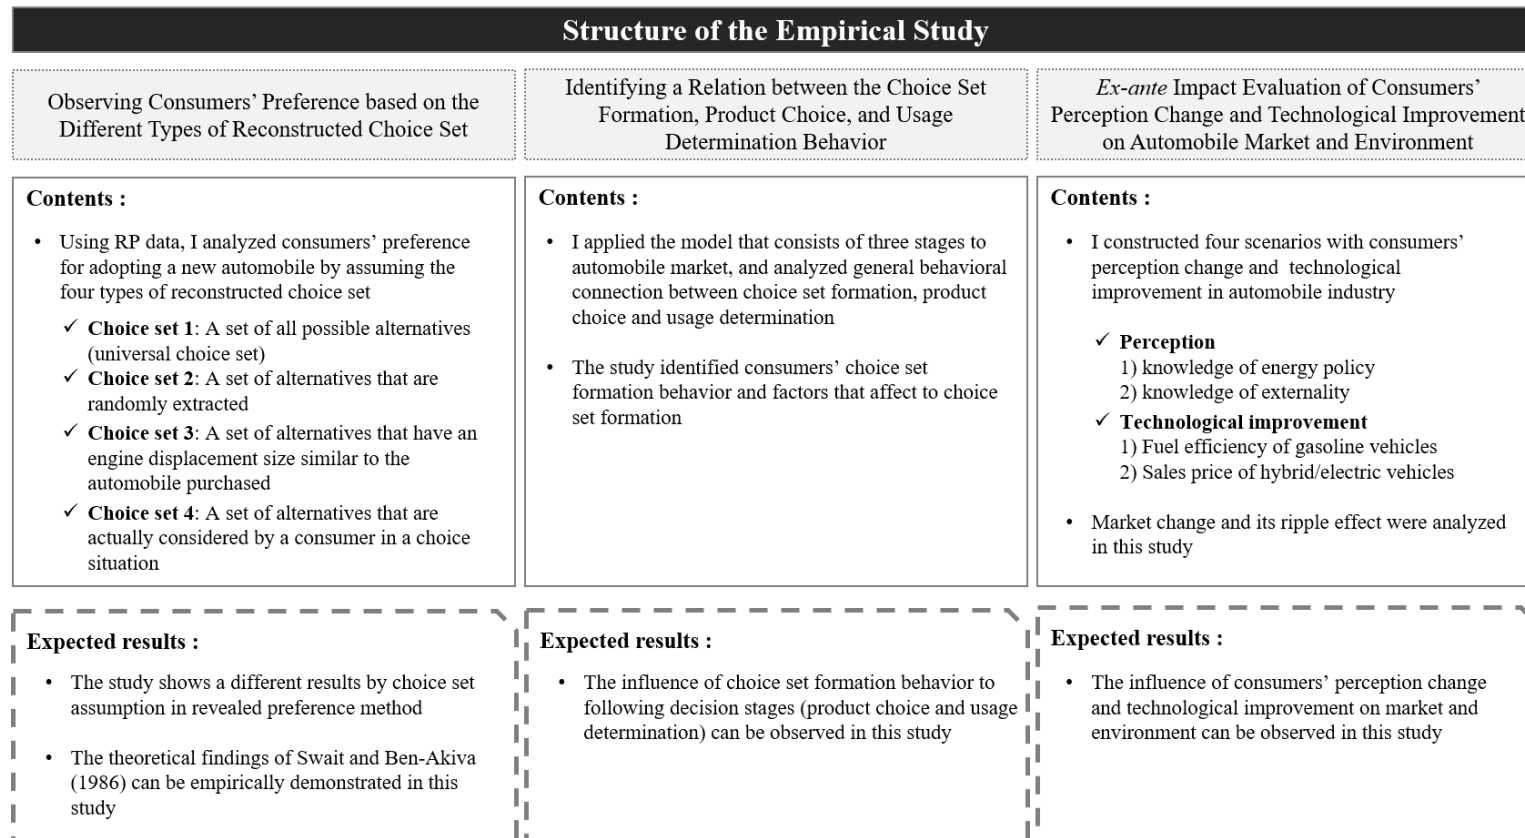 Structure of the Empirical Study
Observing Consumers' Preference based on the
Different Types of Reconstructed Choice Set
Contents :
• Using RP data, I analyzed consumers' preference
for adopting a new automobile by assuming the
four types of reconstructed choice set
✓ Choice set 1: A set of all possible alternatives
(universal choice set)
✓ Choice set 2: A set of alternatives that are
randomly extracted
✓ Choice set 3: A set of alternatives that have an
engine displacement size similar to the
automobile purchased
✓ Choice set 4: A set of alternatives that are
actually considered by a consumer in a choice
situation
Expected results :
• The study shows a different results by choice set
assumption in revealed preference method
• The theoretical findings of Swait and Ben-Akiva
(1986) can be empirically demonstrated in this
study
Identifying a Relation between the Choice Set
Formation, Product Choice, and Usage
Determination Behavior
Contents :
• I applied the model that consists of three stages to
automobile market, and analyzed general behavioral
connection between choice set formation, product
choice and usage determination
• The study identified consumers' choice set
formation behavior and factors that affect to choice
set formation
Expected results :
• The influence of choice set formation behavior to
following decision stages (product choice and usage
determination) can be observed in this study
Ex-ante Impact Evaluation of Consumers'
Perception Change and Technological Improvement
on Automobile Market and Environment
Contents :
• I constructed four scenarios with consumers'
perception change and technological
improvement in automobile industry
✓ Perception
1) knowledge of energy policy
2) knowledge of externality
✓ Technological improvement
1) Fuel efficiency of gasoline vehicles
2) Sales price of hybrid/electric vehicles
• Market change and its ripple effect were analyzed
in this study
Expected results :
• The influence of consumers' perception change
and technological improvement on market and
environment can be observed in this study